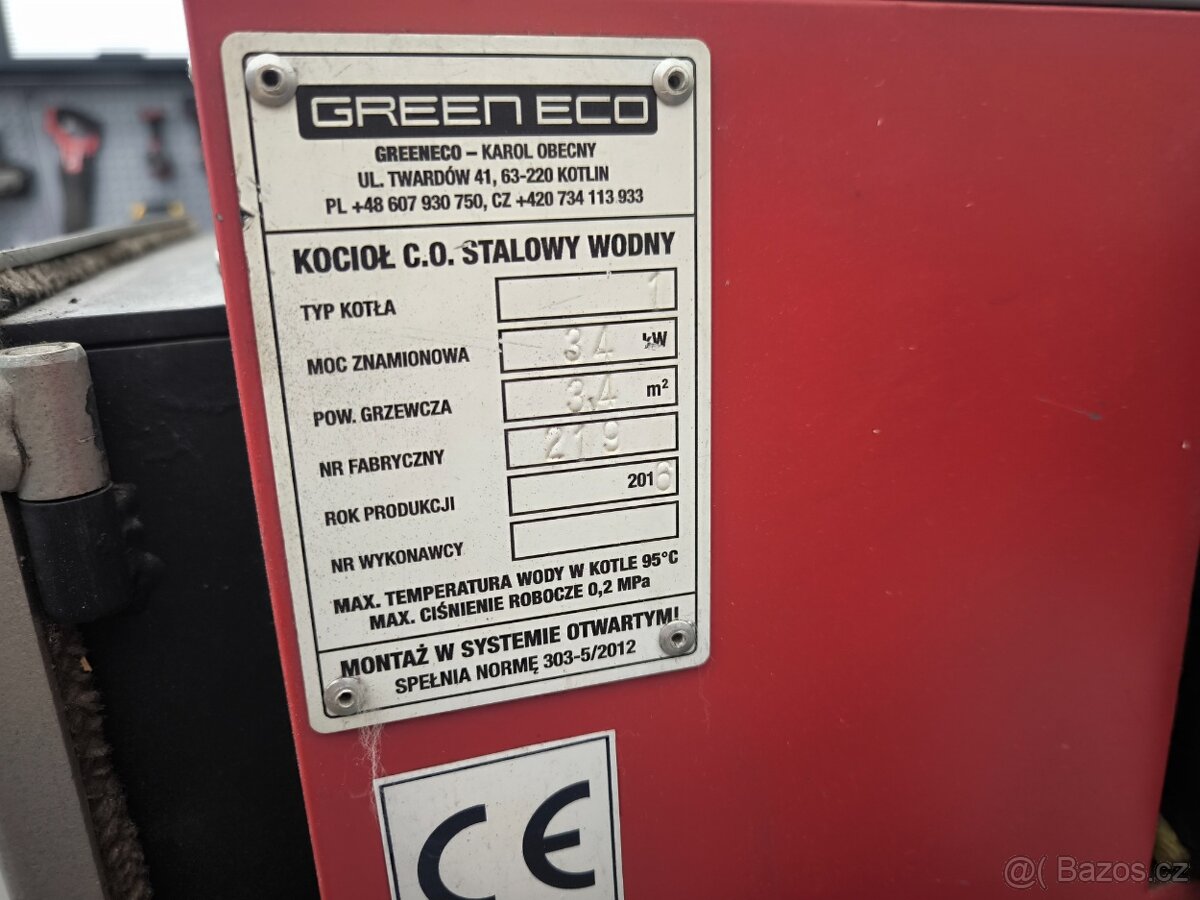 GREEN ECO
GREENECO – KAROL OBECNY
UL. TWARDÓW 41, 63-220 KOTLIN
PL +48 607 930 750, CZ +420 734 113 933
KOCIOŁ C.O. STALOWY WODNY
TYP KOTŁA 1
MOC ZNAMIONOWA 34 kW
POW. GRZEWCZA 3,4 m²
NR FABRYCZNY 219
ROK PRODUKCJI 2016
NR WYKONAWCY
MAX. TEMPERATURA WODY W KOTLE 95°C
MAX. CIŚNIENIE ROBOCZE 0,2 MPa
MONTAŻ W SYSTEMIE OTWARTYM!
SPEŁNIA NORMĘ 303-5/2012
CE
@( Bazos.cz